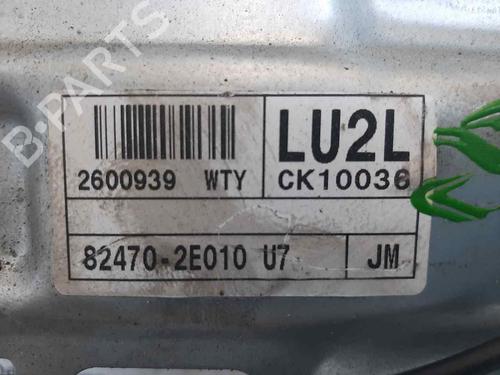 B-PARTS
LU2L
2600939 WTY
CK10036
82470-2E010 U7
JM